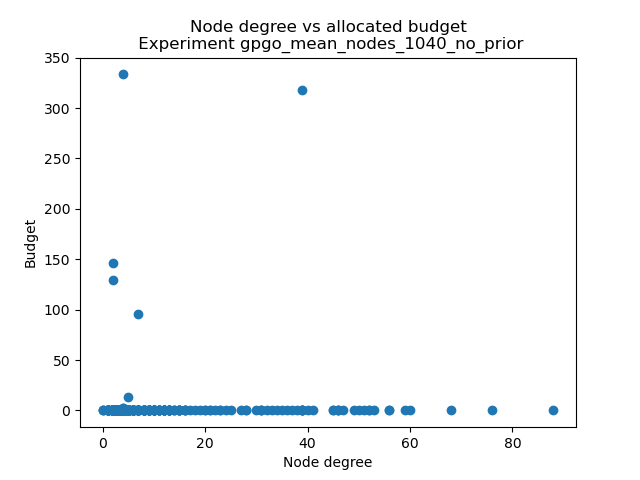 Node degree vs allocated budget
Experiment gpgo_mean_nodes_1040_no_prior
350
300
250
200
150
100
50
0
Budget
0 20 40 60 80
Node degree